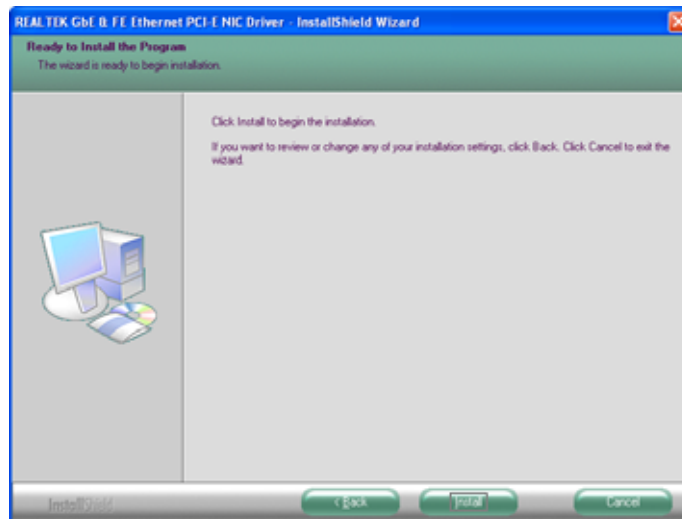 REALTEK GbE & FE Ethernet PCI-E NIC Driver - InstallShield Wizard
Ready to Install the Program
The wizard is ready to begin installation.
Click Install to begin the installation.
If you want to review or change any of your installation settings, click Back. Click Cancel to exit the
wizard.
InstallShield
< Back
Install
Cancel